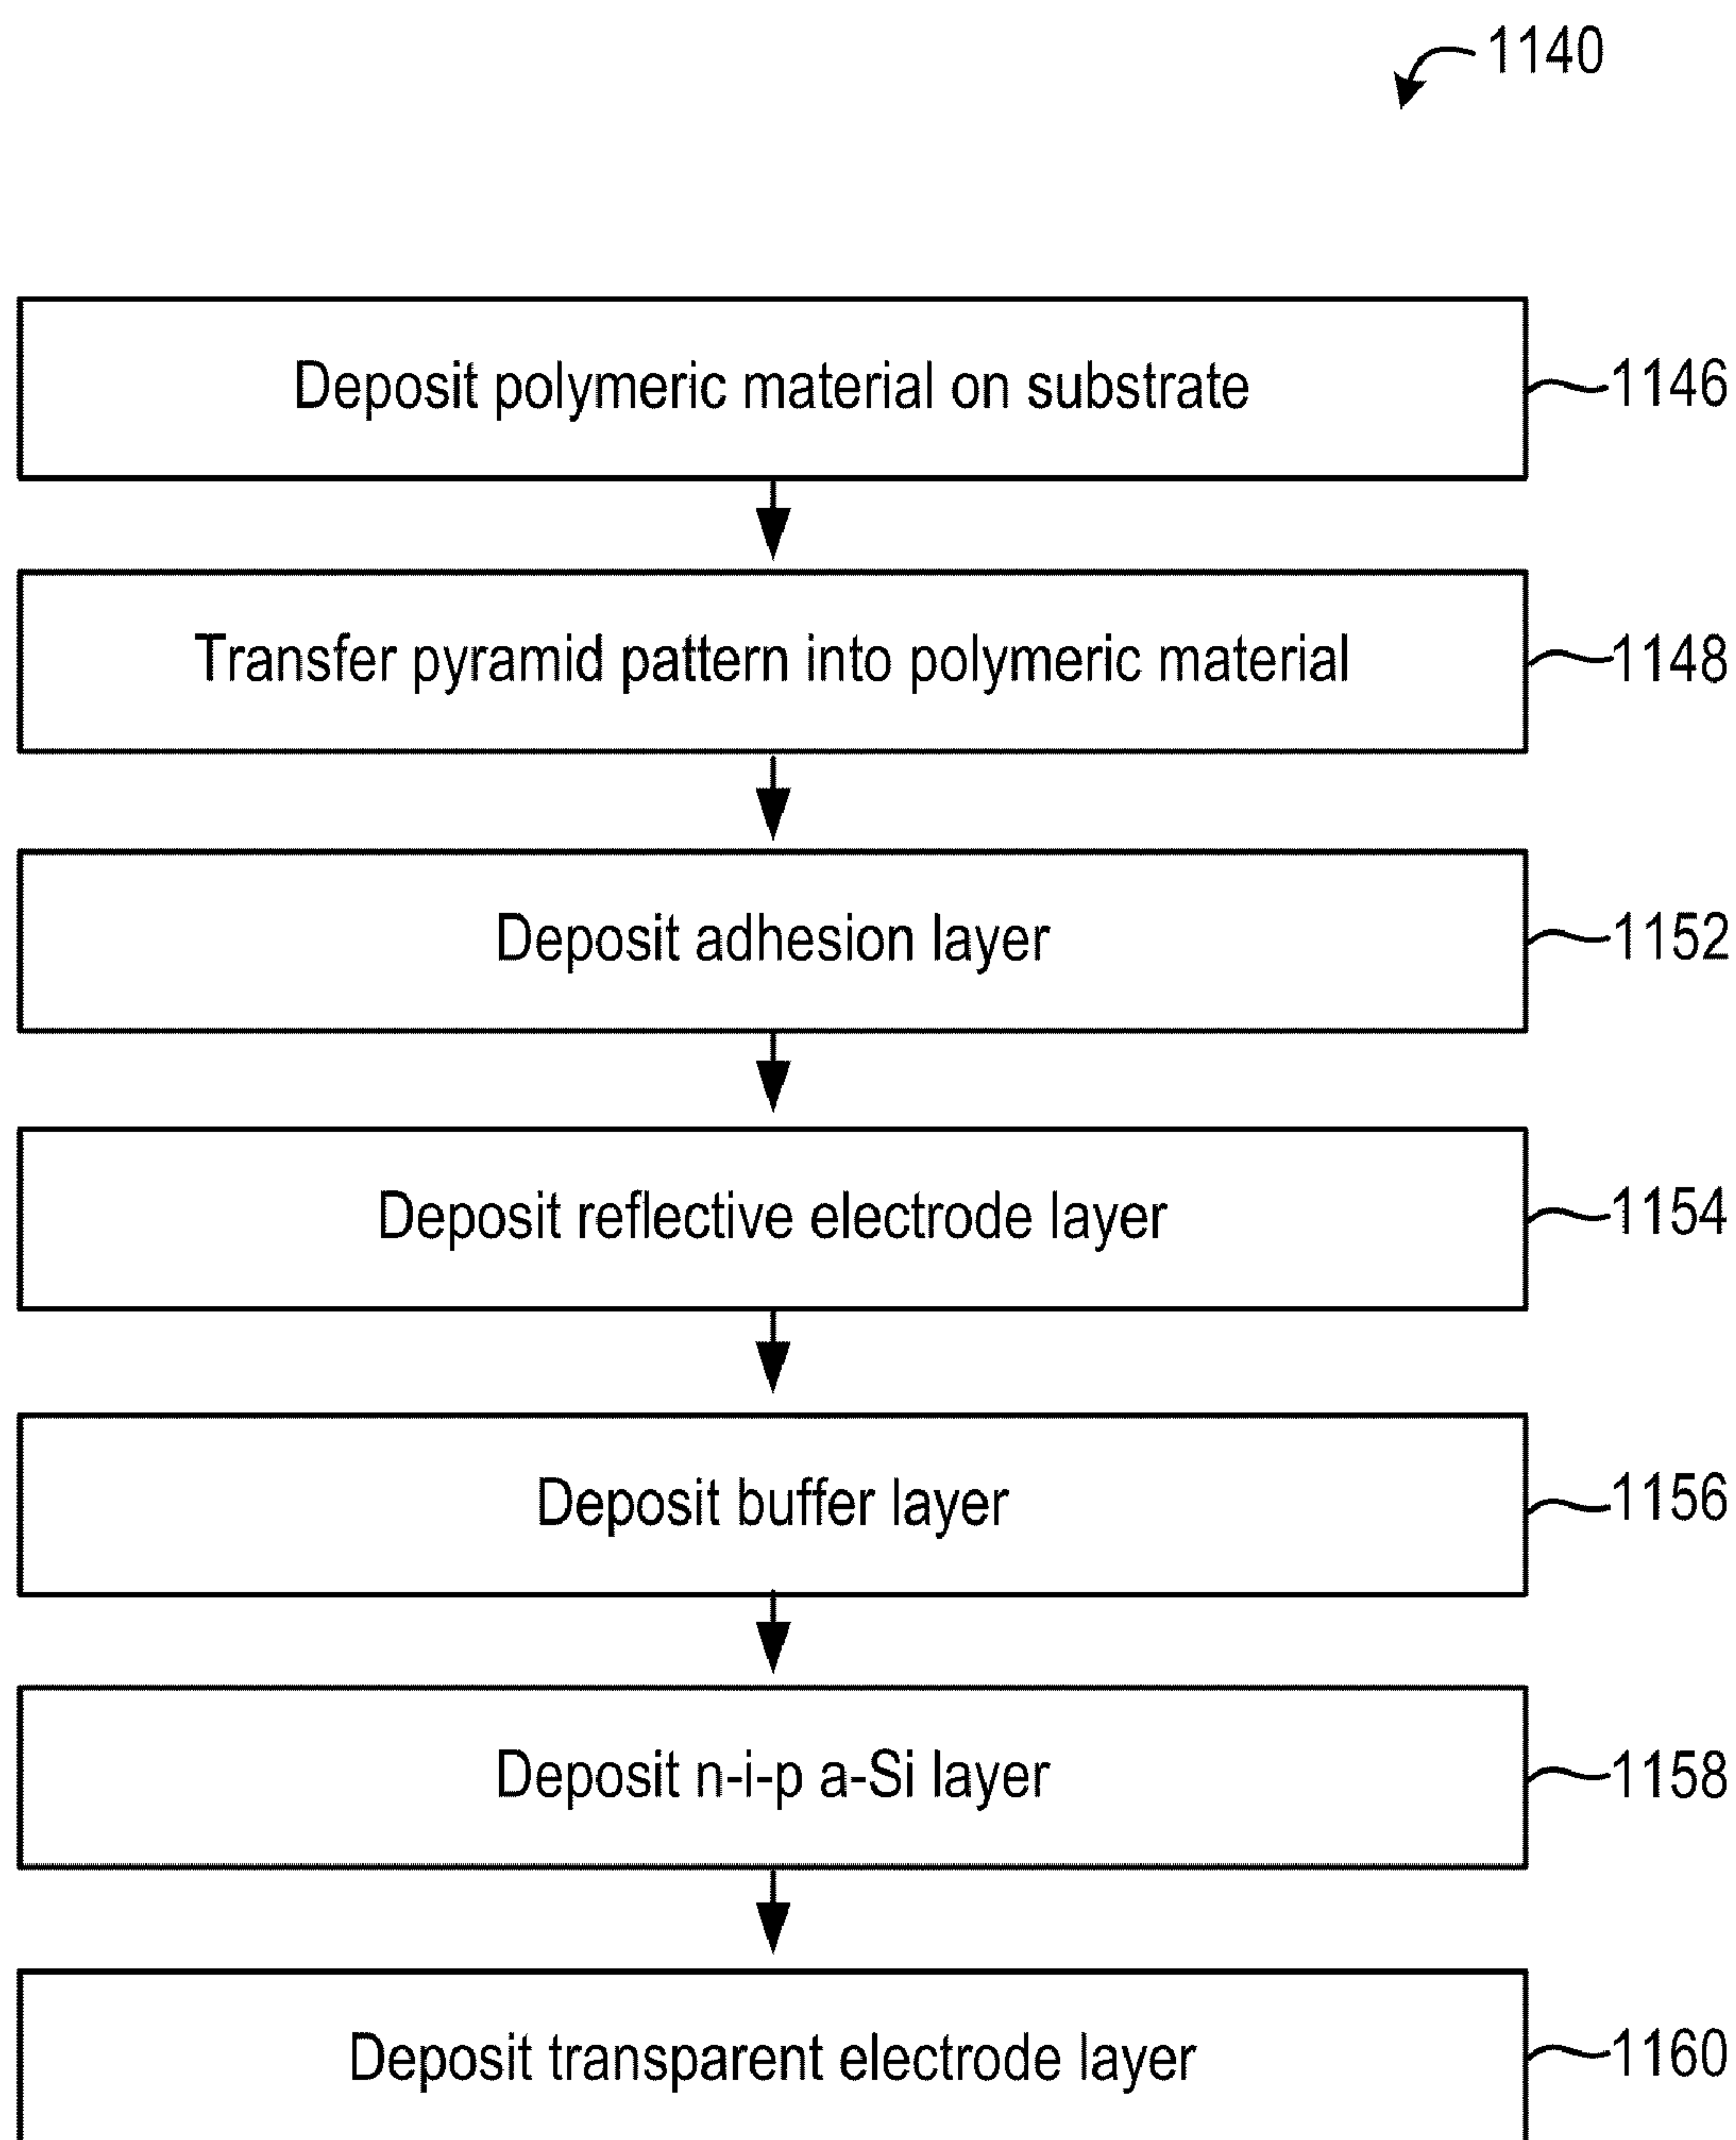 1140
Deposit polymeric material on substrate 1146
Transfer pyramid pattern into polymeric material 1148
Deposit adhesion layer 1152
Deposit reflective electrode layer 1154
Deposit buffer layer 1156
Deposit n-i-p a-Si layer 1158
Deposit transparent electrode layer 1160